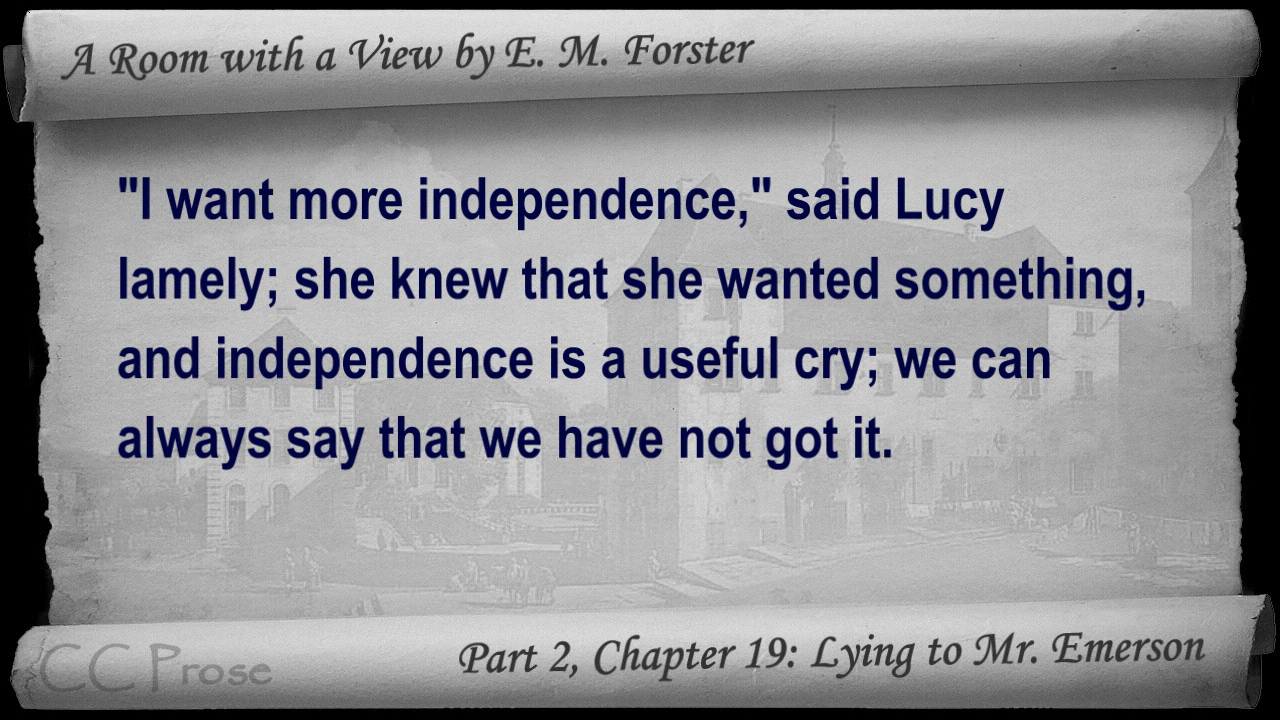 A Room with a View by E. M. Forster
"I want more independence," said Lucy
lamely; she knew that she wanted something,
and independence is a useful cry; we can
always say that we have not got it.
Part 2, Chapter 19: Lying to Mr. Emerson
CC Prose